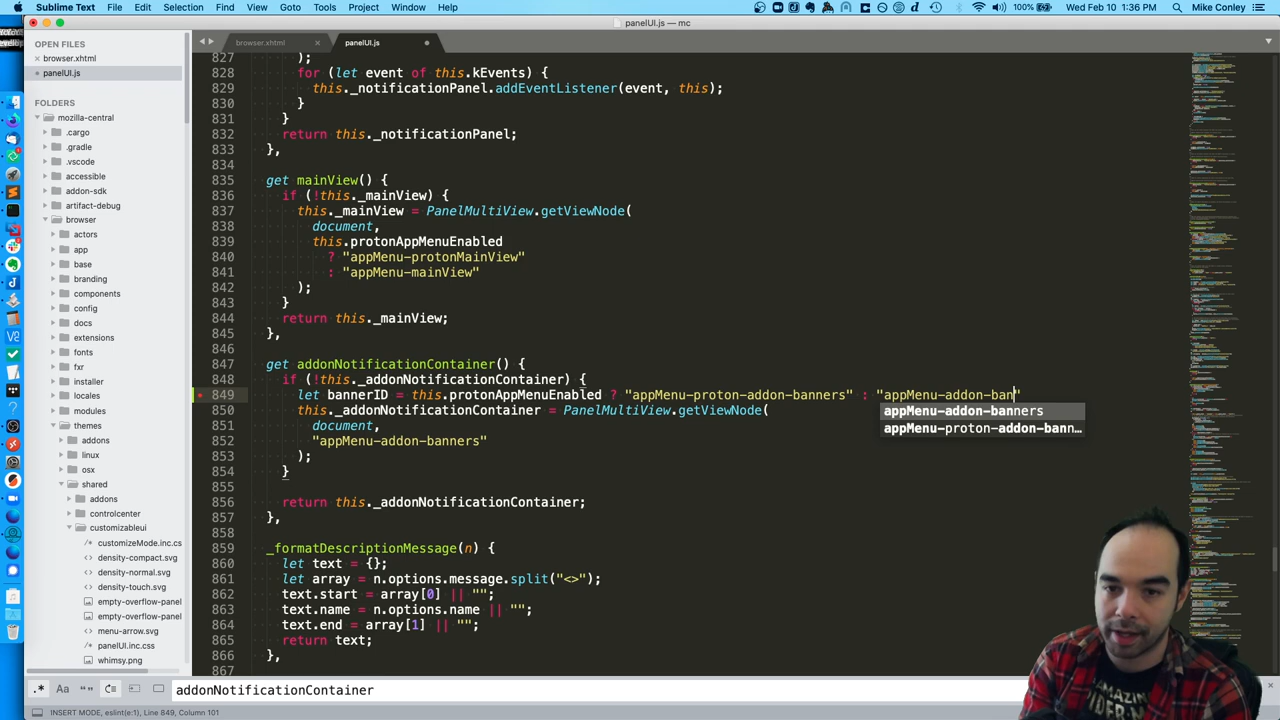 Sublime Text File Edit Selection Find View Goto Tools Project Window Help 100% Wed Feb 10 1:36 PM Mike Conley
panelUI.js — mc
OPEN FILES
browser.xhtml
panelUI.js
FOLDERS
mozilla-central
.cargo
.gradle
.vscode
accessible
addon-sdk
artifact-debug
browser
actors
app
base
branding
components
config
docs
extensions
fonts
fxr
installer
locales
modules
themes
addons
linux
osx
shared
addons
controlcenter
customizableui
customizeMode.inc.cs
density-compact.svg
density-normal.svg
density-touch.svg
empty-overflow-panel
empty-overflow-panel
menu-arrow.svg
panelUI.inc.css
whimsy.png
browser.xhtml
panelUI.js
827 );
828 for (let event of this.kEvents) {
829 this._notificationPanel.addEventListener(event, this);
830 }
831 }
832 return this._notificationPanel;
833 },
834
835 get mainView() {
836 if (!this._mainView) {
837 this._mainView = PanelMultiView.getViewNode(
838 document,
839 this.protonAppMenuEnabled
840 ? "appMenu-protonMainView"
841 : "appMenu-mainView"
842 );
843 }
844 return this._mainView;
845 },
846
847 get addonNotificationContainer() {
848 if (!this._addonNotificationContainer) {
849 let bannerID = this.protonAppMenuEnabled ? "appMenu-proton-addon-banners" : "appMenu-addon-ban"
850 this._addonNotificationContainer = PanelMultiView.getViewNode(
851 document,
852 "appMenu-addon-banners"
853 );
854 }
855
856 return this._addonNotificationContainer;
857 },
858
859 _formatDescriptionMessage(n) {
860 let text = {};
861 let array = n.options.message.split("<>");
862 text.start = array[0] || "";
863 text.name = n.options.name || "";
864 text.end = array[1] || "";
865 return text;
866 },
867
appMenu-addon-banners
appMenu-proton-addon-bann…
.* Aa “” addonNotificationContainer
INSERT MODE, eslint(e:1), Line 849, Column 101